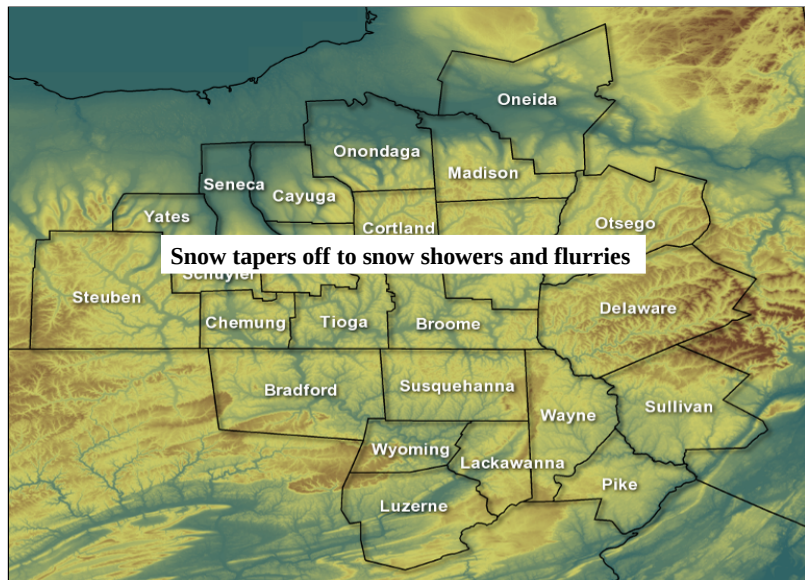 Oneida
Onondaga
Madison
Seneca
Cayuga
Yates
Cortland
Otsego
Snow tapers off to snow showers and flurries
Schuyler
Steuben
Delaware
Chemung
Tioga
Broome
Bradford
Susquehanna
Wayne
Sullivan
Wyoming
Lackawanna
Pike
Luzerne